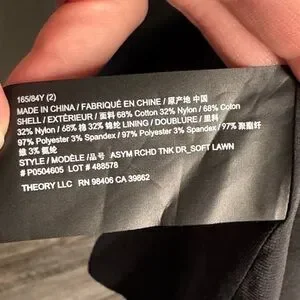 165/84Y (2)
MADE IN CHINA / FABRIQUÉ EN CHINE / 原产地 中国
SHELL / EXTÉRIEUR / 面料 68% Cotton 32% Nylon / 68% Coton
32% Nylon / 68% 棉 32% 锦纶 LINING / DOUBLURE / 里料
97% Polyester 3% Spandex / 97% Polyester 3% Spandex / 97% 聚酯纤
维 3% 氨纶
STYLE / MODÈLE /品号 ASYM RCHD TNK DR_SOFT LAWN
# P0504605 LOT # 488578
THEORY LLC RN 98406 CA 39862